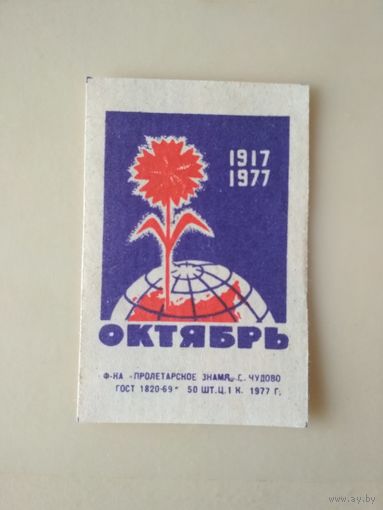 1917
1977
ОКТЯБРЬ
Ф-КА "ПРОЛЕТАРСКОЕ ЗНАМЯ" Г. ЧУДОВО
ГОСТ 1820-69* 50 ШТ. Ц. 1 К. 1977 Г.
www.ay.by